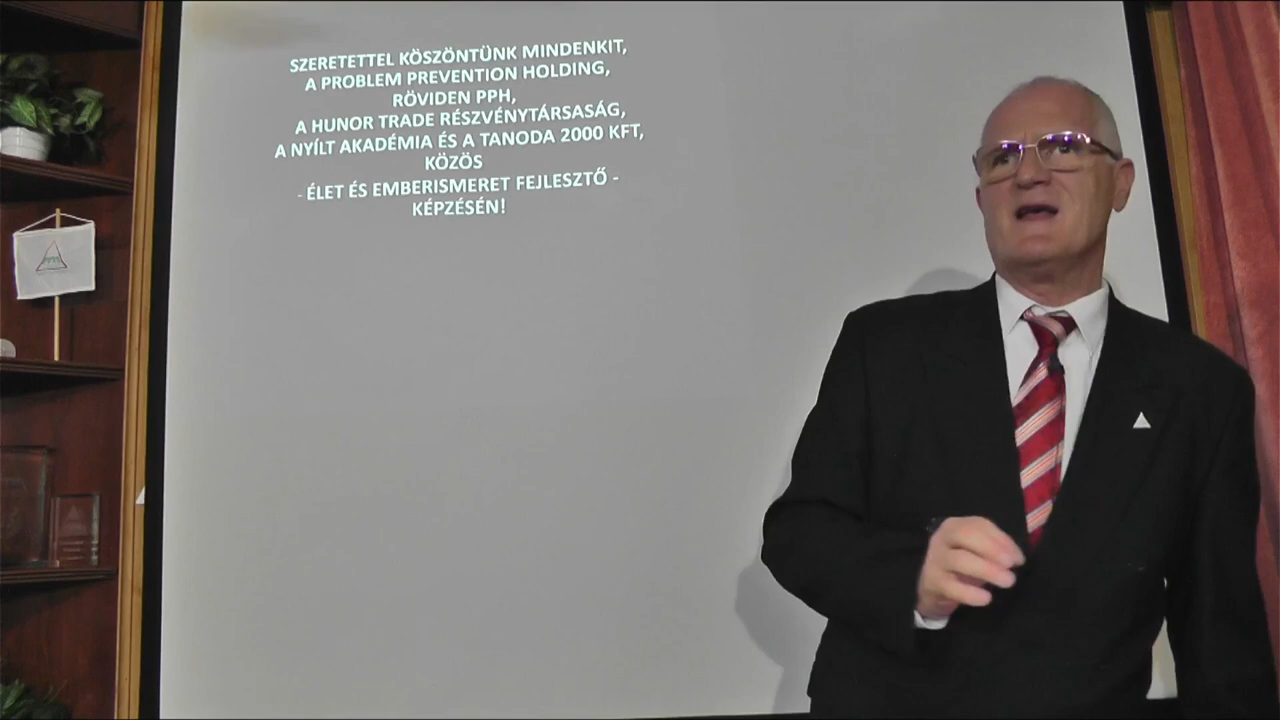 SZERETETTEL KÖSZÖNTÜNK MINDENKIT,
A PROBLEM PREVENTION HOLDING,
RÖVIDEN PPH,
A HUNOR TRADE RÉSZVÉNYTÁRSASÁG,
A NYÍLT AKADÉMIA ÉS A TANODA 2000 KFT,
KÖZÖS
- ÉLET ÉS EMBERISMERET FEJLESZTŐ -
KÉPZÉSÉN!